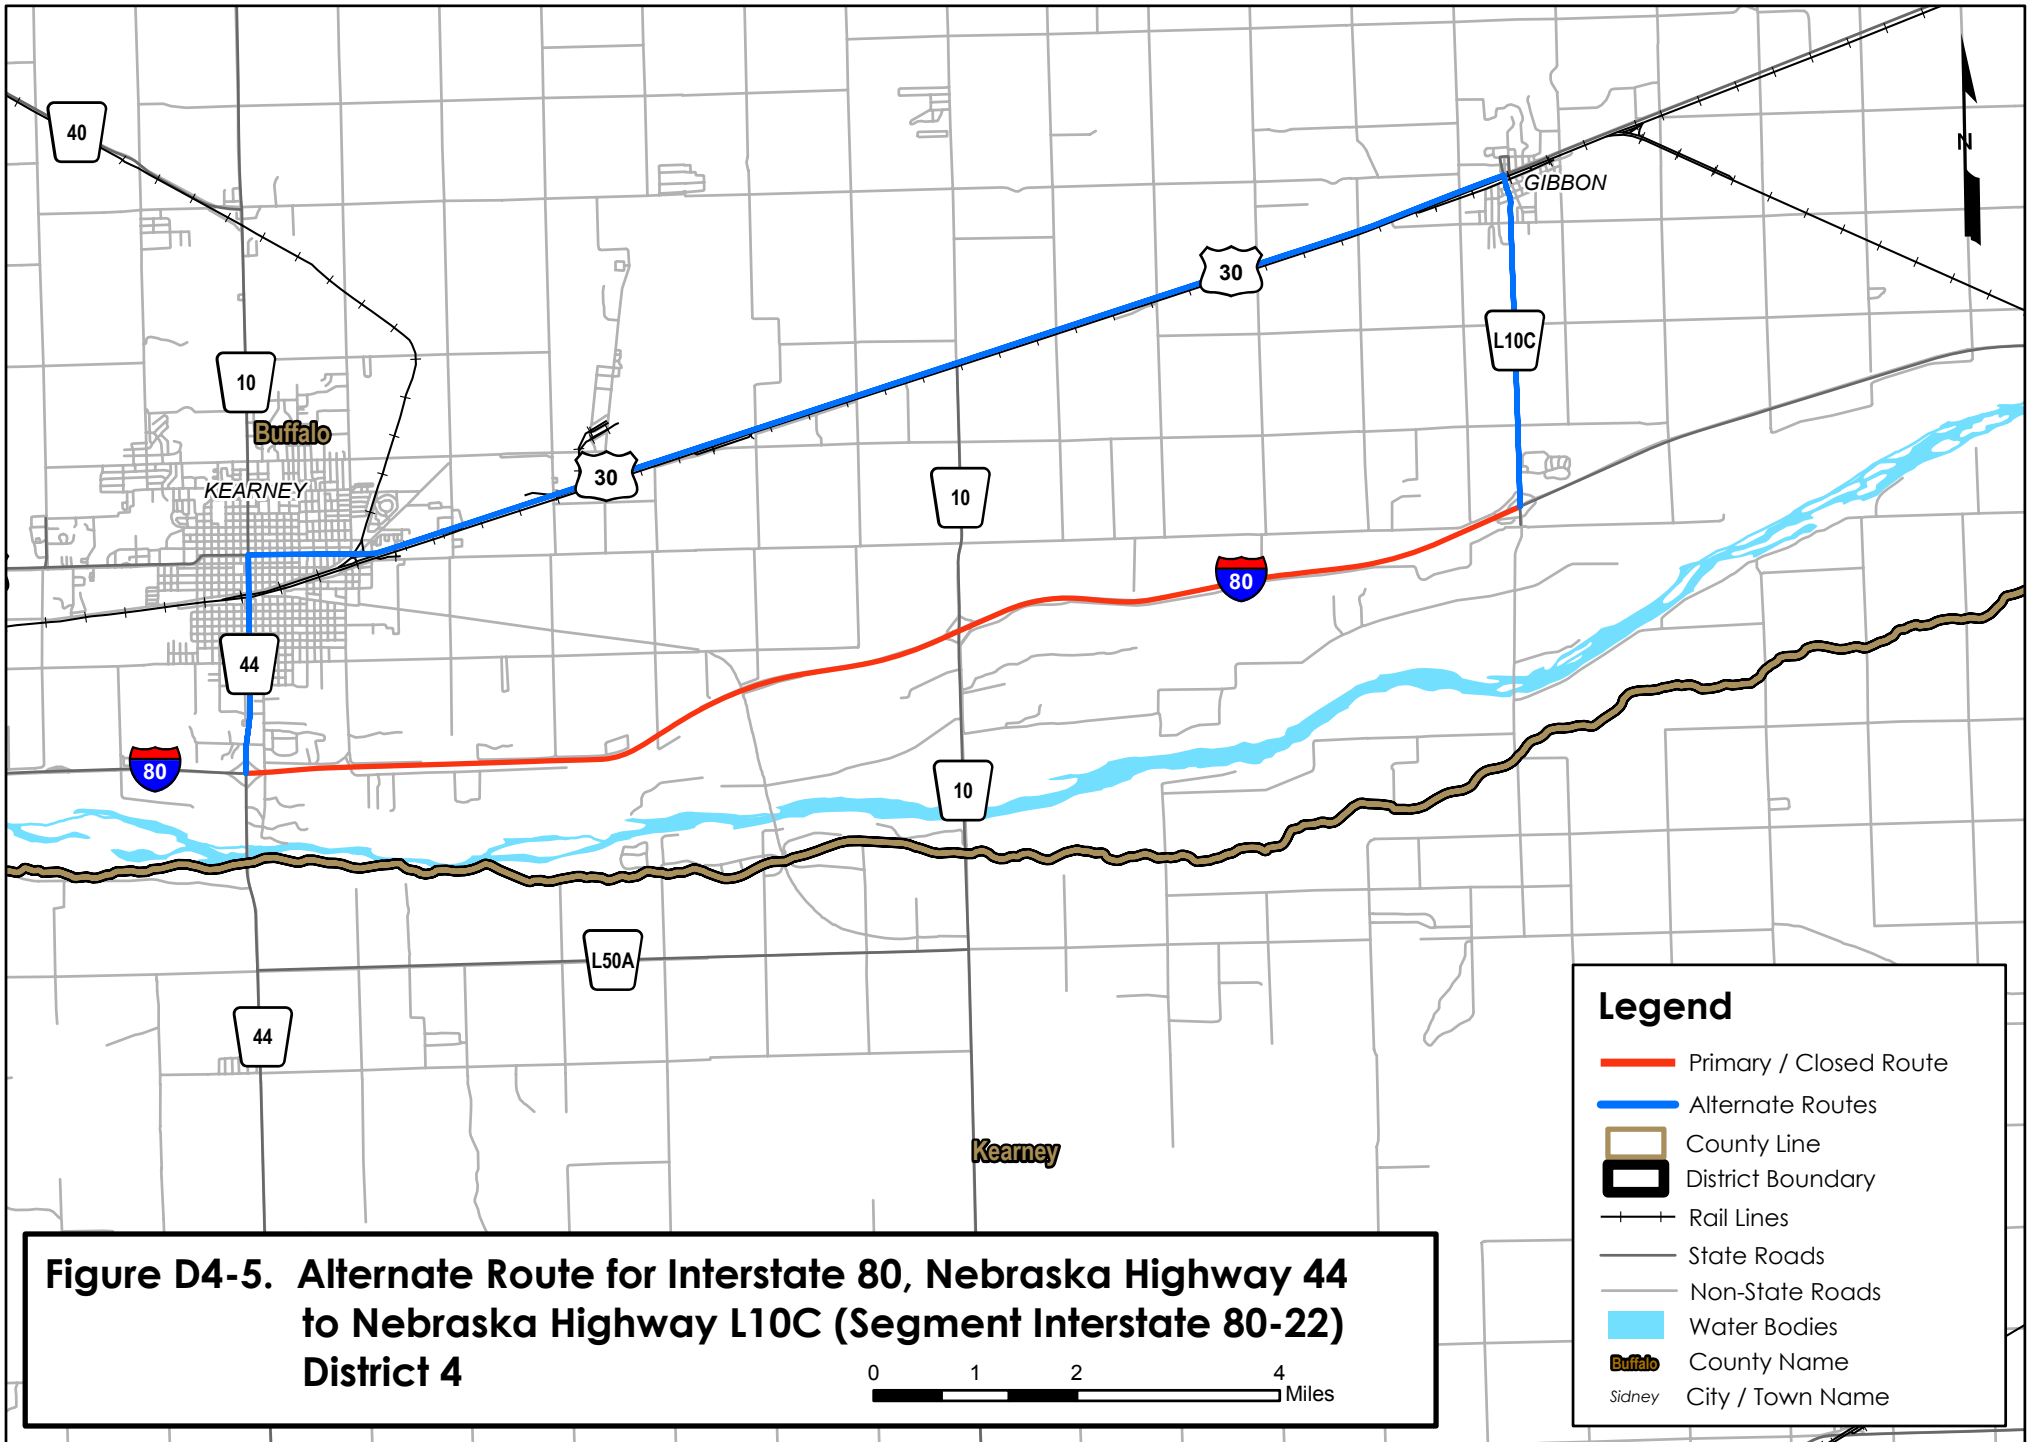 40
N
GIBBON
30
L10C
10
Buffalo
KEARNEY
30
10
80
44
80
10
L50A
44
Kearney
Legend
Primary / Closed Route
Alternate Routes
County Line
District Boundary
Rail Lines
State Roads
Non-State Roads
Water Bodies
Buffalo County Name
Sidney City / Town Name
Figure D4-5. Alternate Route for Interstate 80, Nebraska Highway 44
to Nebraska Highway L10C (Segment Interstate 80-22)
District 4
0 1 2 4
Miles